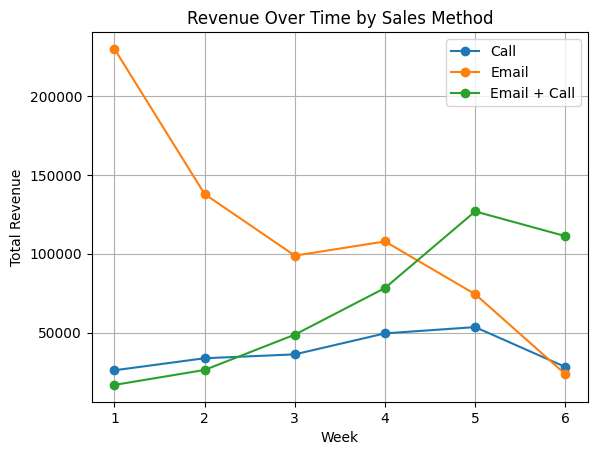 Revenue Over Time by Sales Method
Call
Email
Email + Call
Total Revenue
200000
150000
100000
50000
1 2 3 4 5 6
Week